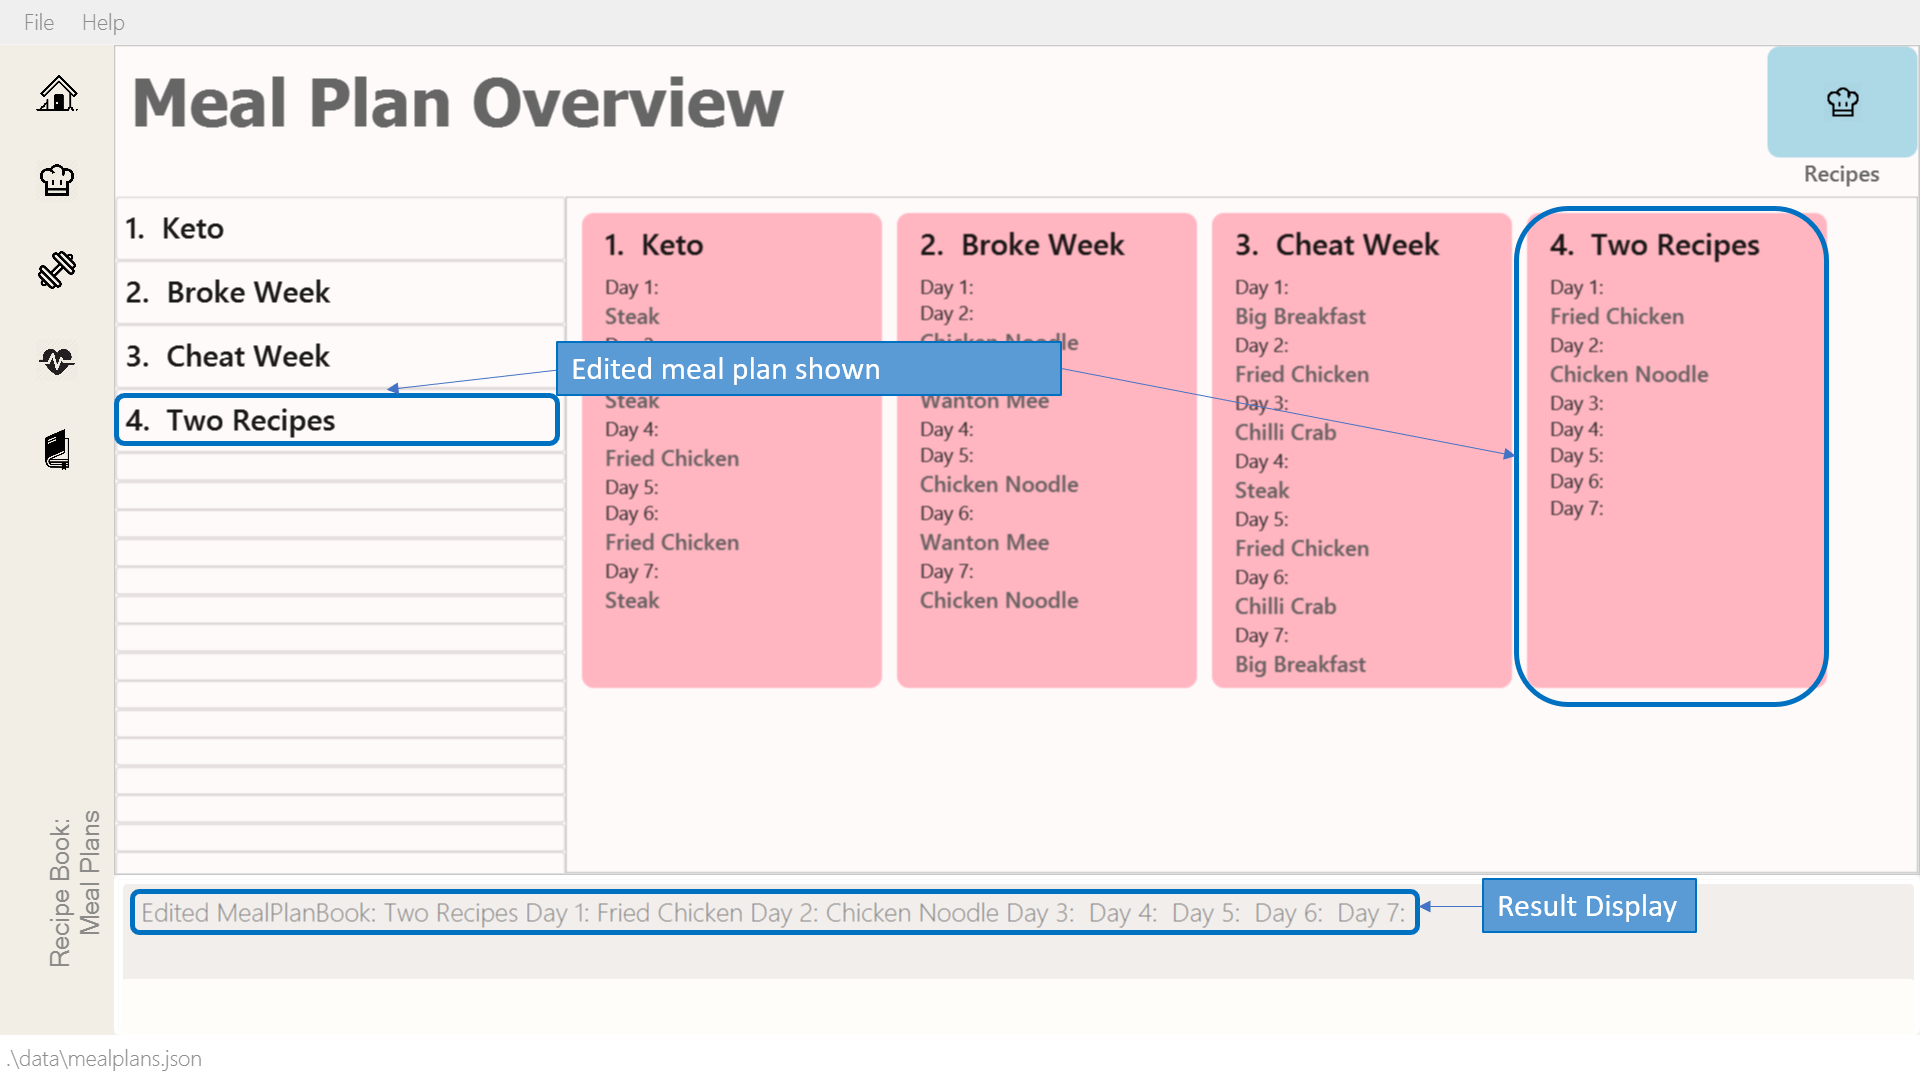 File Help
Meal Plan Overview
Recipes
1. Keto
2. Broke Week
3. Cheat Week
4. Two Recipes
1. Keto
Day 1:
Steak
Steak
Day 4:
Fried Chicken
Day 5:
Day 6:
Fried Chicken
Day 7:
Steak
2. Broke Week
Day 1:
Day 2:
Chicken Noodle
Wanton Mee
Day 4:
Day 5:
Chicken Noodle
Day 6:
Wanton Mee
Day 7:
Chicken Noodle
3. Cheat Week
Day 1:
Big Breakfast
Day 2:
Fried Chicken
Day 3:
Chilli Crab
Day 4:
Steak
Day 5:
Fried Chicken
Day 6:
Chilli Crab
Day 7:
Big Breakfast
4. Two Recipes
Day 1:
Fried Chicken
Day 2:
Chicken Noodle
Day 3:
Day 4:
Day 5:
Day 6:
Day 7:
Edited meal plan shown
Recipe Book:
Meal Plans
Edited MealPlanBook: Two Recipes Day 1: Fried Chicken Day 2: Chicken Noodle Day 3: Day 4: Day 5: Day 6: Day 7:
Result Display
.\data\mealplans.json